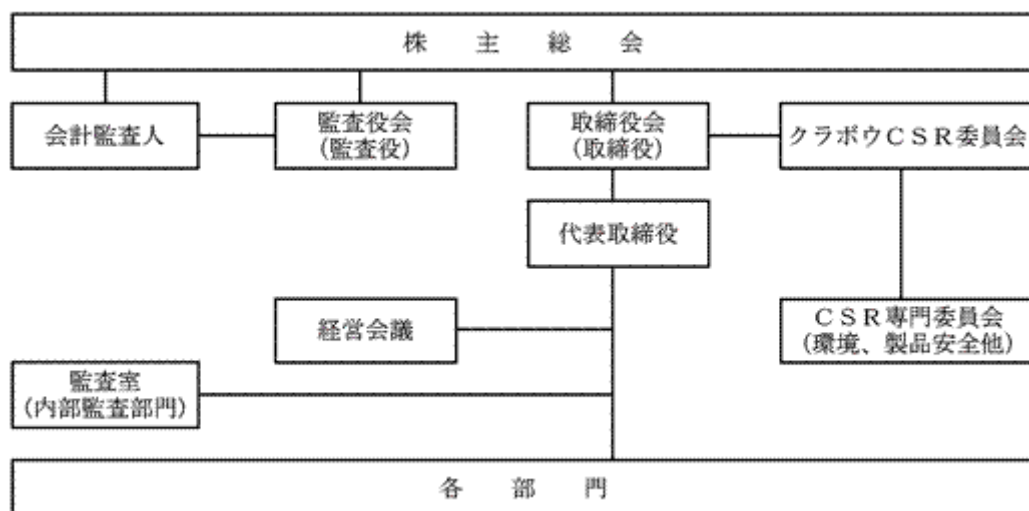 株主総会
会計監査人
監査役会
(監査役)
取締役会
(取締役)
クラボウCSR委員会
代表取締役
経営会議
CSR専門委員会
(環境、製品安全他)
監査室
(内部監査部門)
各部門